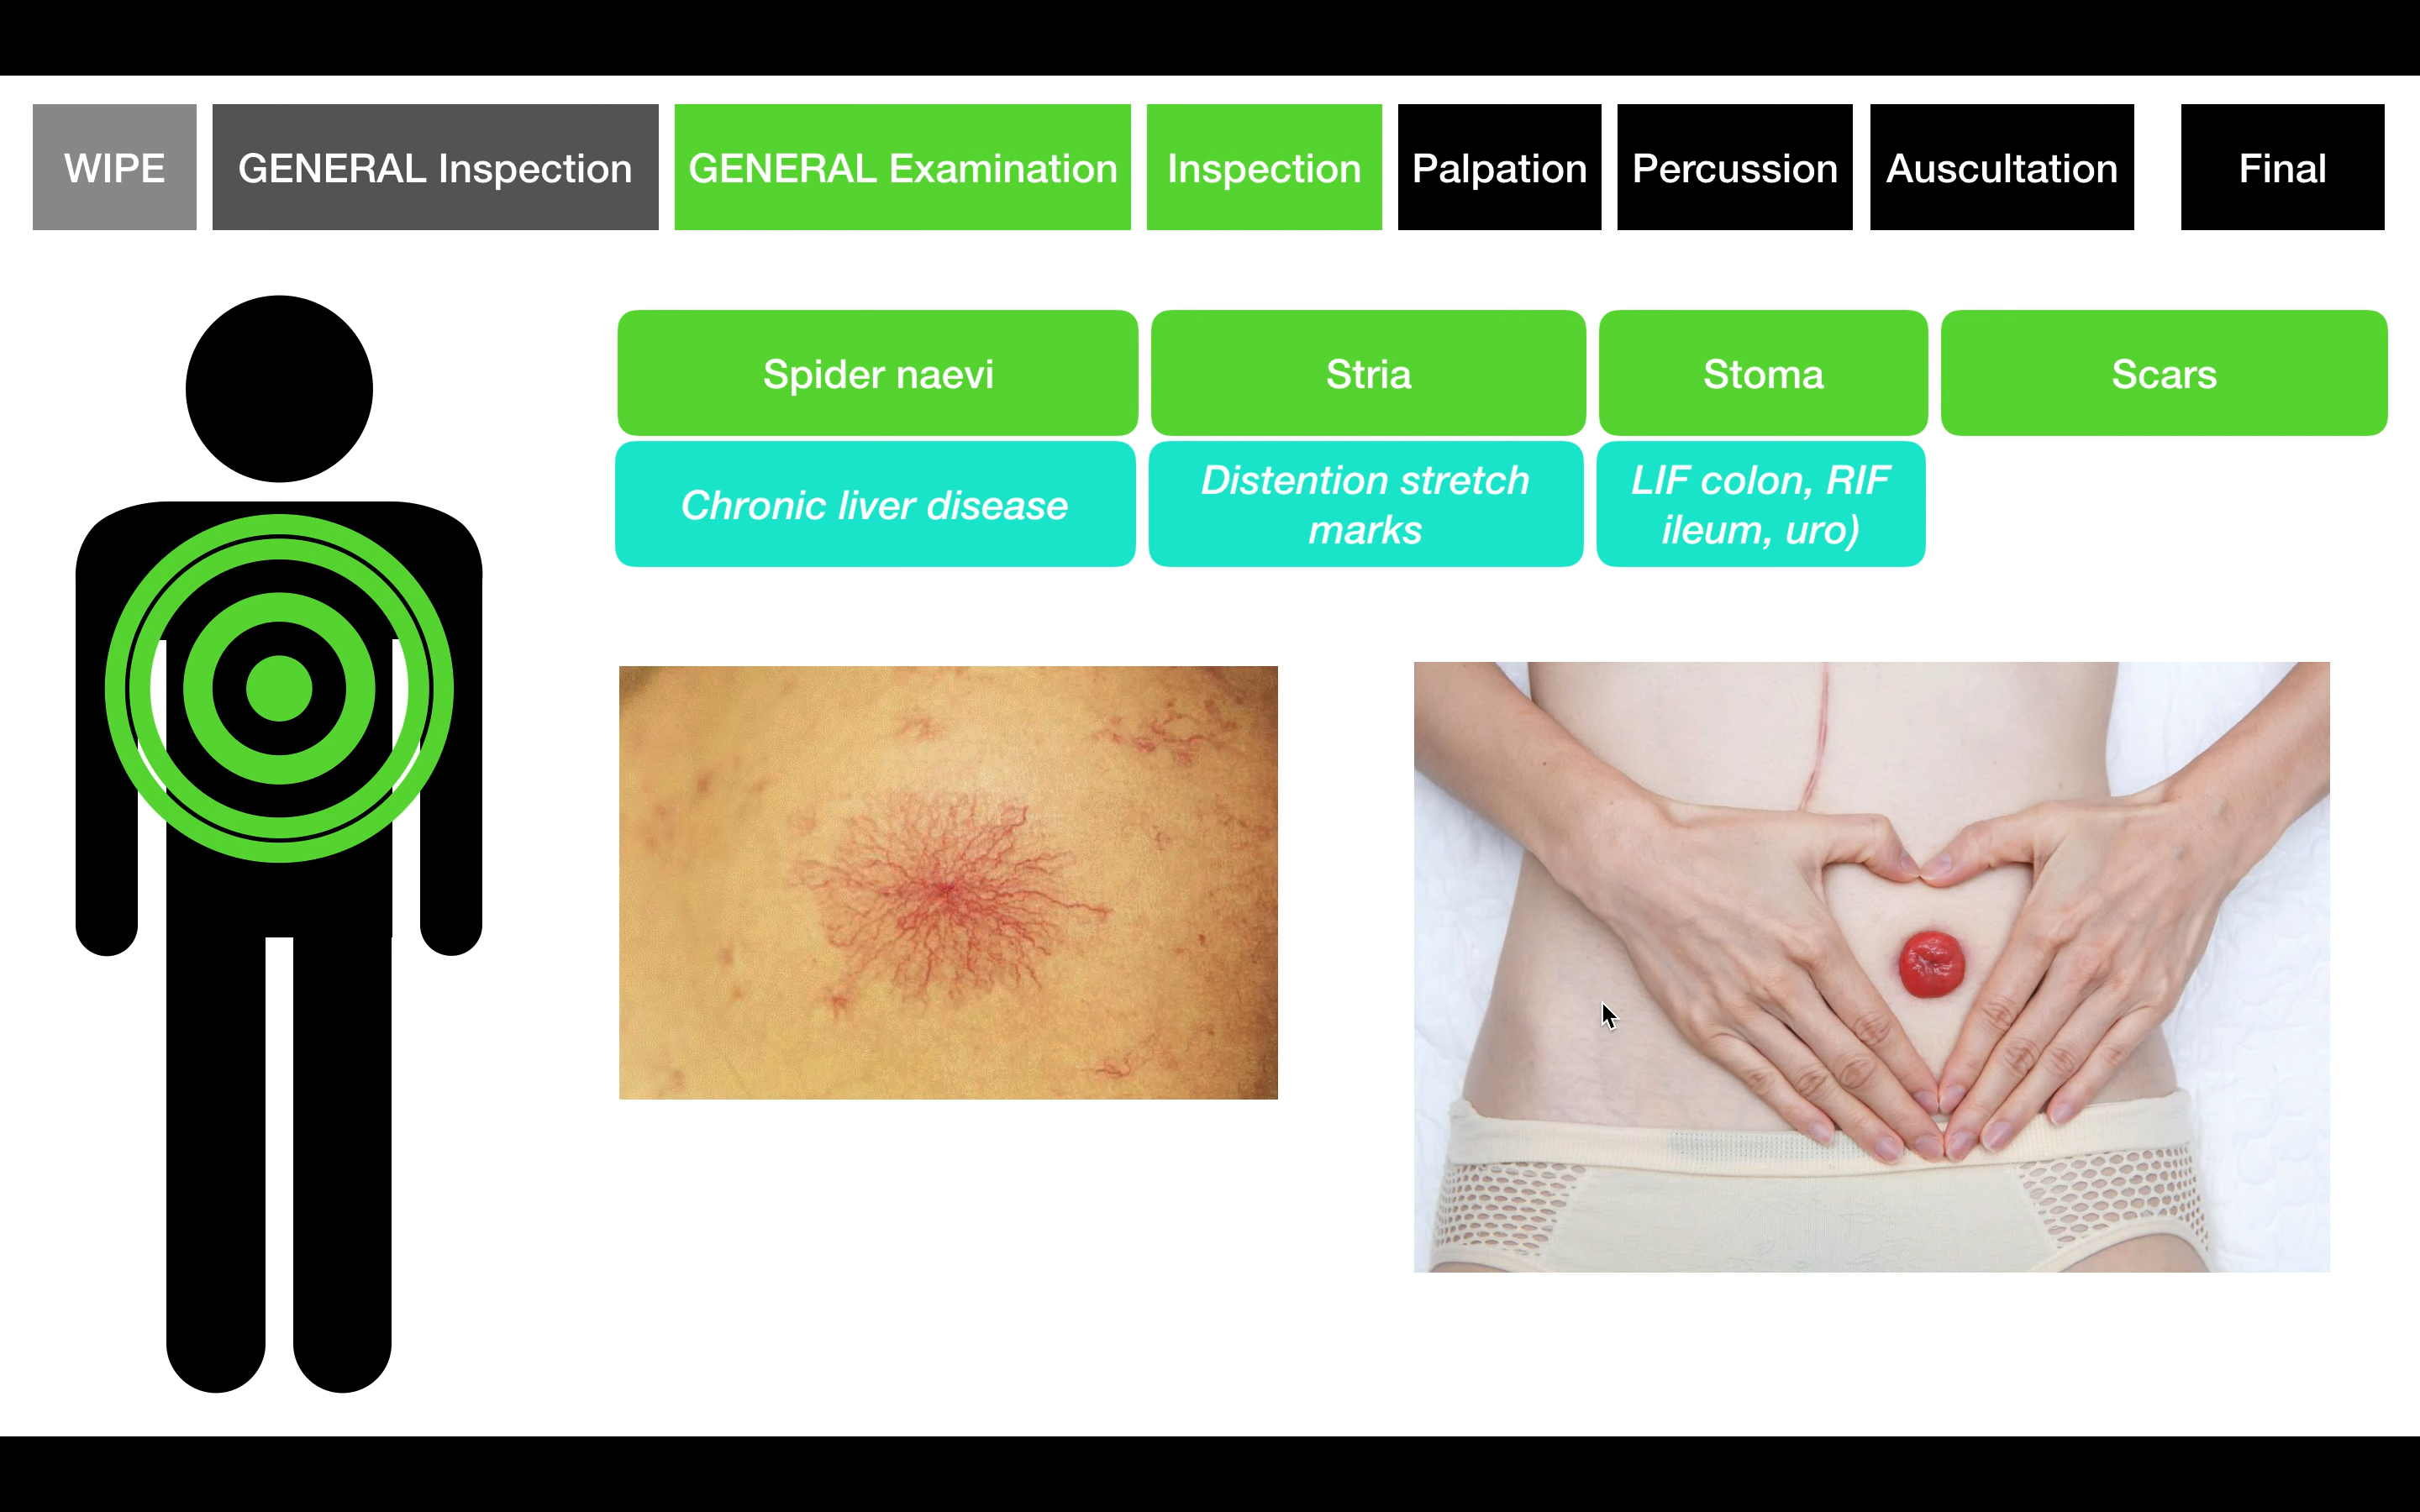 WIPE
GENERAL Inspection
GENERAL Examination
Inspection
Palpation
Percussion
Auscultation
Final
Spider naevi
Stria
Stoma
Scars
Chronic liver disease
Distention stretch
marks
LIF colon, RIF
ileum, uro)